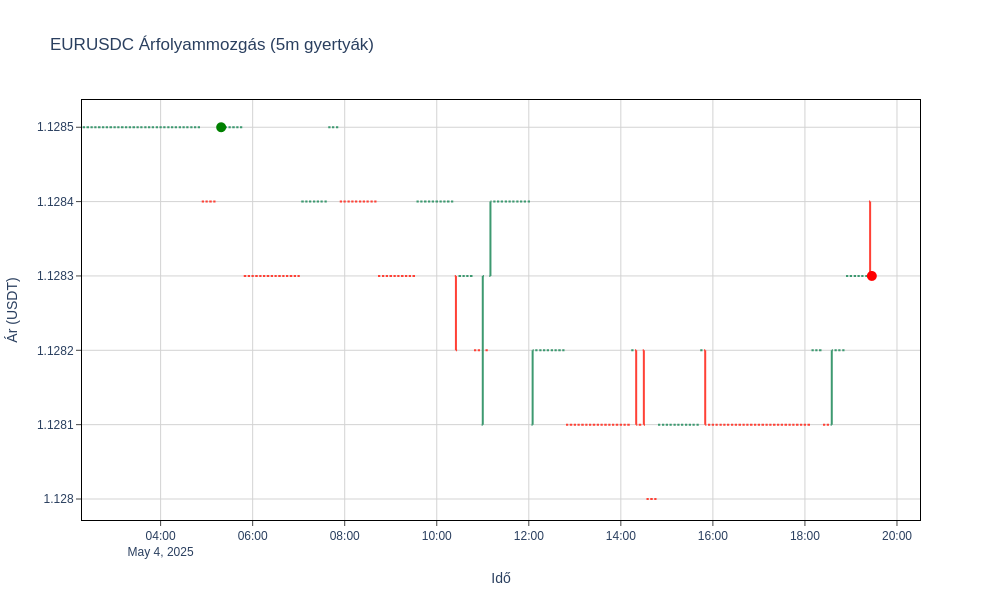 EURUSDC Árfolyammozgás (5m gyertyák)
Ár (USDT)
1.1285
1.1284
1.1283
1.1282
1.1281
1.128
04:00 06:00 08:00 10:00 12:00 14:00 16:00 18:00 20:00
May 4, 2025
Idő